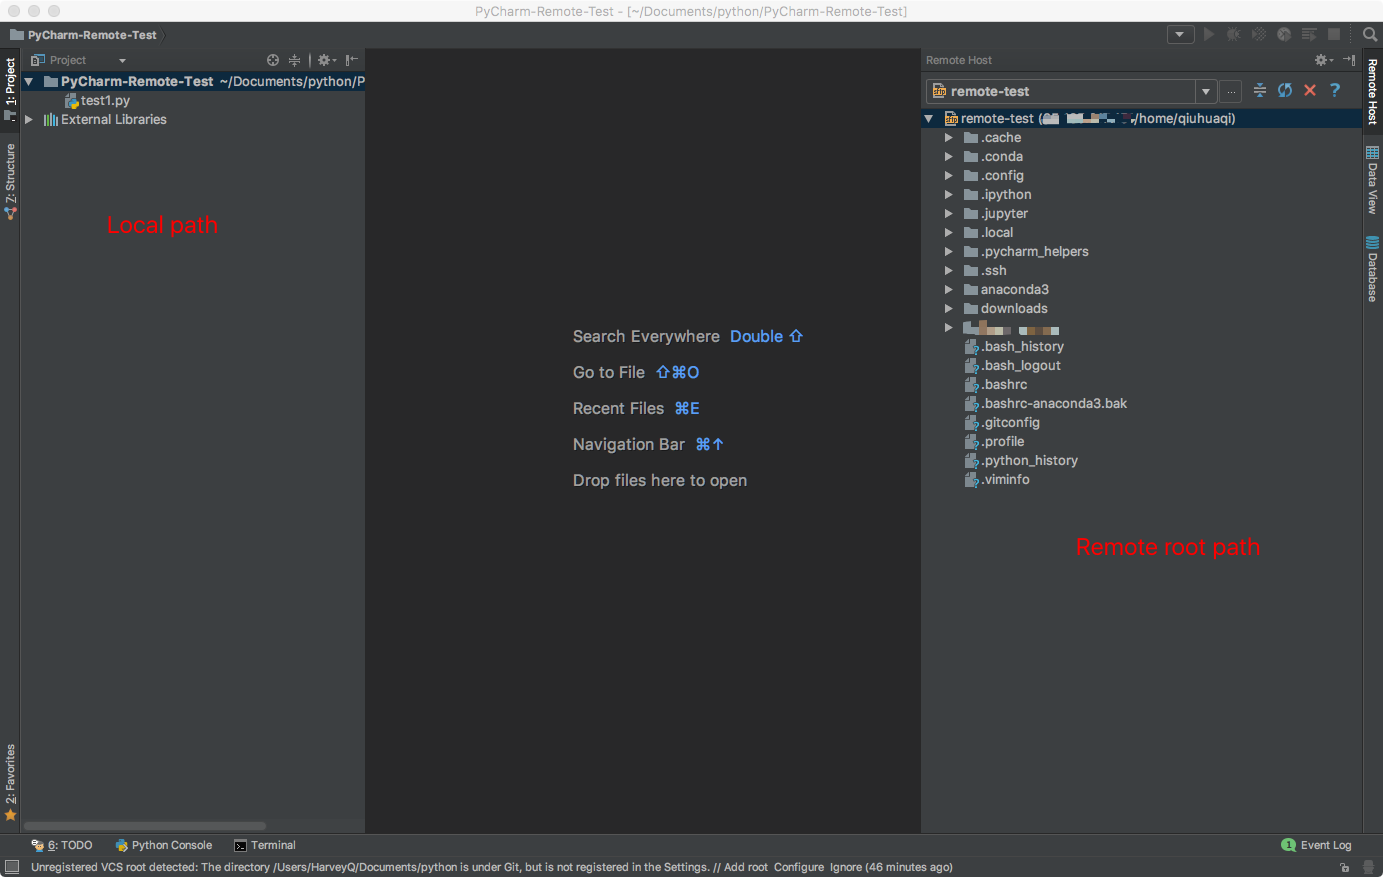 PyCharm-Remote-Test - [~/Documents/python/PyCharm-Remote-Test]
PyCharm-Remote-Test
1: Project
Z: Structure
2: Favorites
Project
PyCharm-Remote-Test ~/Documents/python/P
test1.py
External Libraries
Local path
Search Everywhere Double ⇧
Go to File ⇧⌘O
Recent Files ⌘E
Navigation Bar ⌘↑
Drop files here to open
Remote Host
remote-test
...
?
remote-test ( /home/qiuhuaqi)
.cache
.conda
.config
.ipython
.jupyter
.local
.pycharm_helpers
.ssh
anaconda3
downloads
.bash_history
.bash_logout
.bashrc
.bashrc-anaconda3.bak
.gitconfig
.profile
.python_history
.viminfo
Remote root path
Remote Host
Data View
Database
6: TODO
Python Console
Terminal
1 Event Log
Unregistered VCS root detected: The directory /Users/HarveyQ/Documents/python is under Git, but is not registered in the Settings. // Add root Configure Ignore (46 minutes ago)